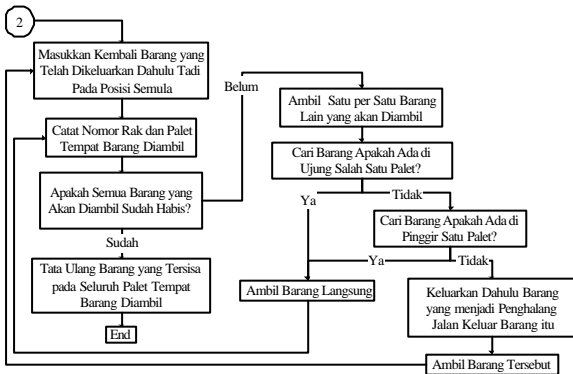 2
Masukkan Kembali Barang yang
Telah Dikeluarkan Dahulu Tadi
Pada Posisi Semula
Catat Nomor Rak dan Palet
Tempat Barang Diambil
Apakah Semua Barang yang
Akan Diambil Sudah Habis?
Belum
Sudah
Tata Ulang Barang yang Tersisa
pada Seluruh Palet Tempat
Barang Diambil
End
Ambil Satu per Satu Barang
Lain yang akan Diambil
Cari Barang Apakah Ada di
Ujung Salah Satu Palet?
Ya
Tidak
Cari Barang Apakah Ada di
Pinggir Satu Palet?
Ya
Tidak
Ambil Barang Langsung
Keluarkan Dahulu Barang
yang menjadi Penghalang
Jalan Keluar Barang itu
Ambil Barang Tersebut